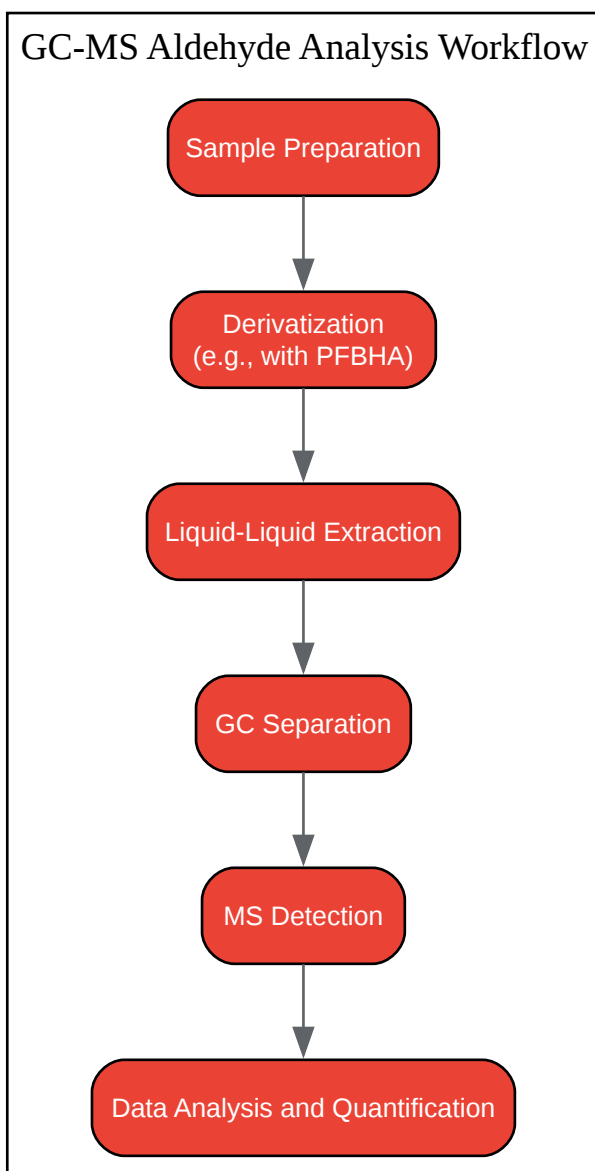 GC-MS Aldehyde Analysis Workflow
Sample Preparation
Derivatization
(e.g., with PFBHA)
Liquid-Liquid Extraction
GC Separation
MS Detection
Data Analysis and Quantification